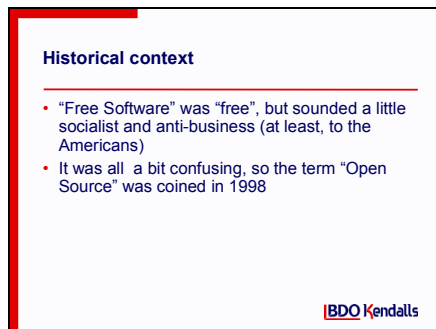 Historical context
• “Free Software” was “free”, but sounded a little
socialist and anti-business (at least, to the
Americans)
• It was all a bit confusing, so the term “Open
Source” was coined in 1998
BDO Kendalls